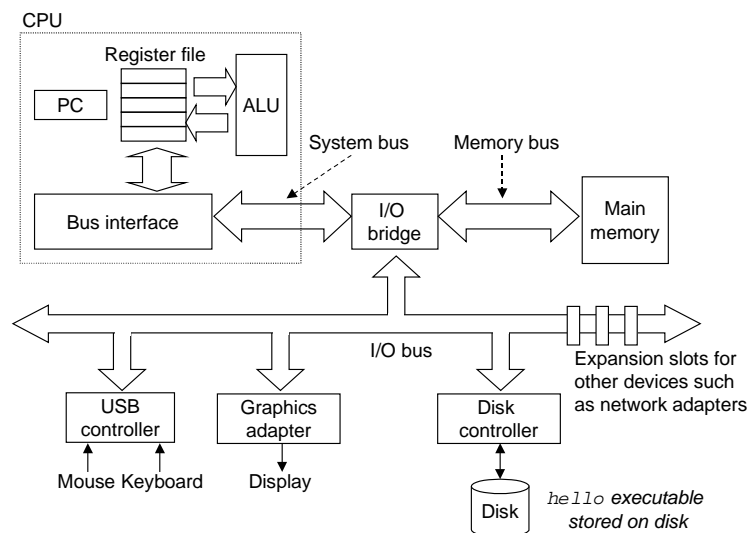 CPU
Register file
PC
ALU
System bus
Memory bus
Bus interface
I/O
bridge
Main
memory
I/O bus
Expansion slots for
other devices such
as network adapters
USB
controller
Graphics
adapter
Disk
controller
Mouse Keyboard
Display
Disk
hello executable
stored on disk